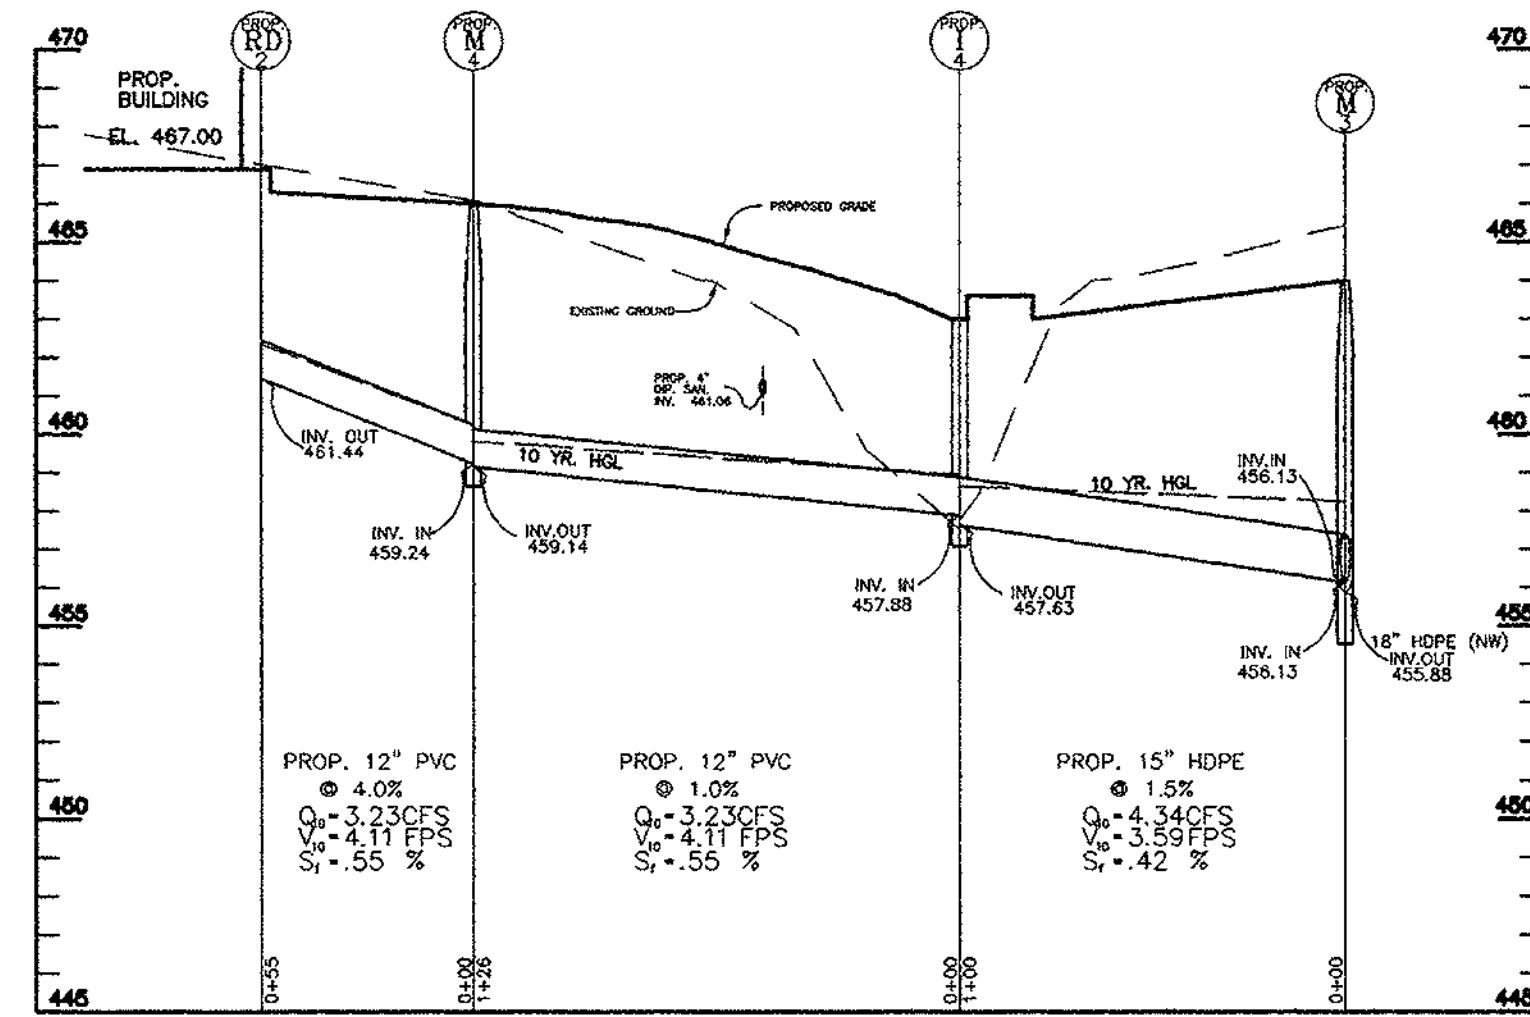 PROP.
RD
2
PROP.
M
4
PROP.
I
4
PROP.
M
3
470
470
PROP.
BUILDING
EL. 467.00
PROPOSED GRADE
465
465
EXISTING GROUND
PROP. 4"
DIP. SAN.
INV. 461.06
460
460
INV. OUT
461.44
10 YR. HGL
INV.IN
456.13
10 YR. HGL
INV. IN
459.24
INV.OUT
459.14
INV. IN
457.88
INV.OUT
457.63
455
455
INV. IN
456.13
18" HDPE (NW)
INV.OUT
455.88
PROP. 12" PVC
@ 4.0%
Q10=3.23CFS
V10=4.11 FPS
Sf=.55 %
PROP. 12" PVC
@ 1.0%
Q10=3.23CFS
V10=4.11 FPS
Sf=.55 %
PROP. 15" HDPE
@ 1.5%
Q10=4.34CFS
V10=3.59FPS
Sf=.42 %
450
450
0+55
0+00
1+26
0+00
1+00
0+00
445
445